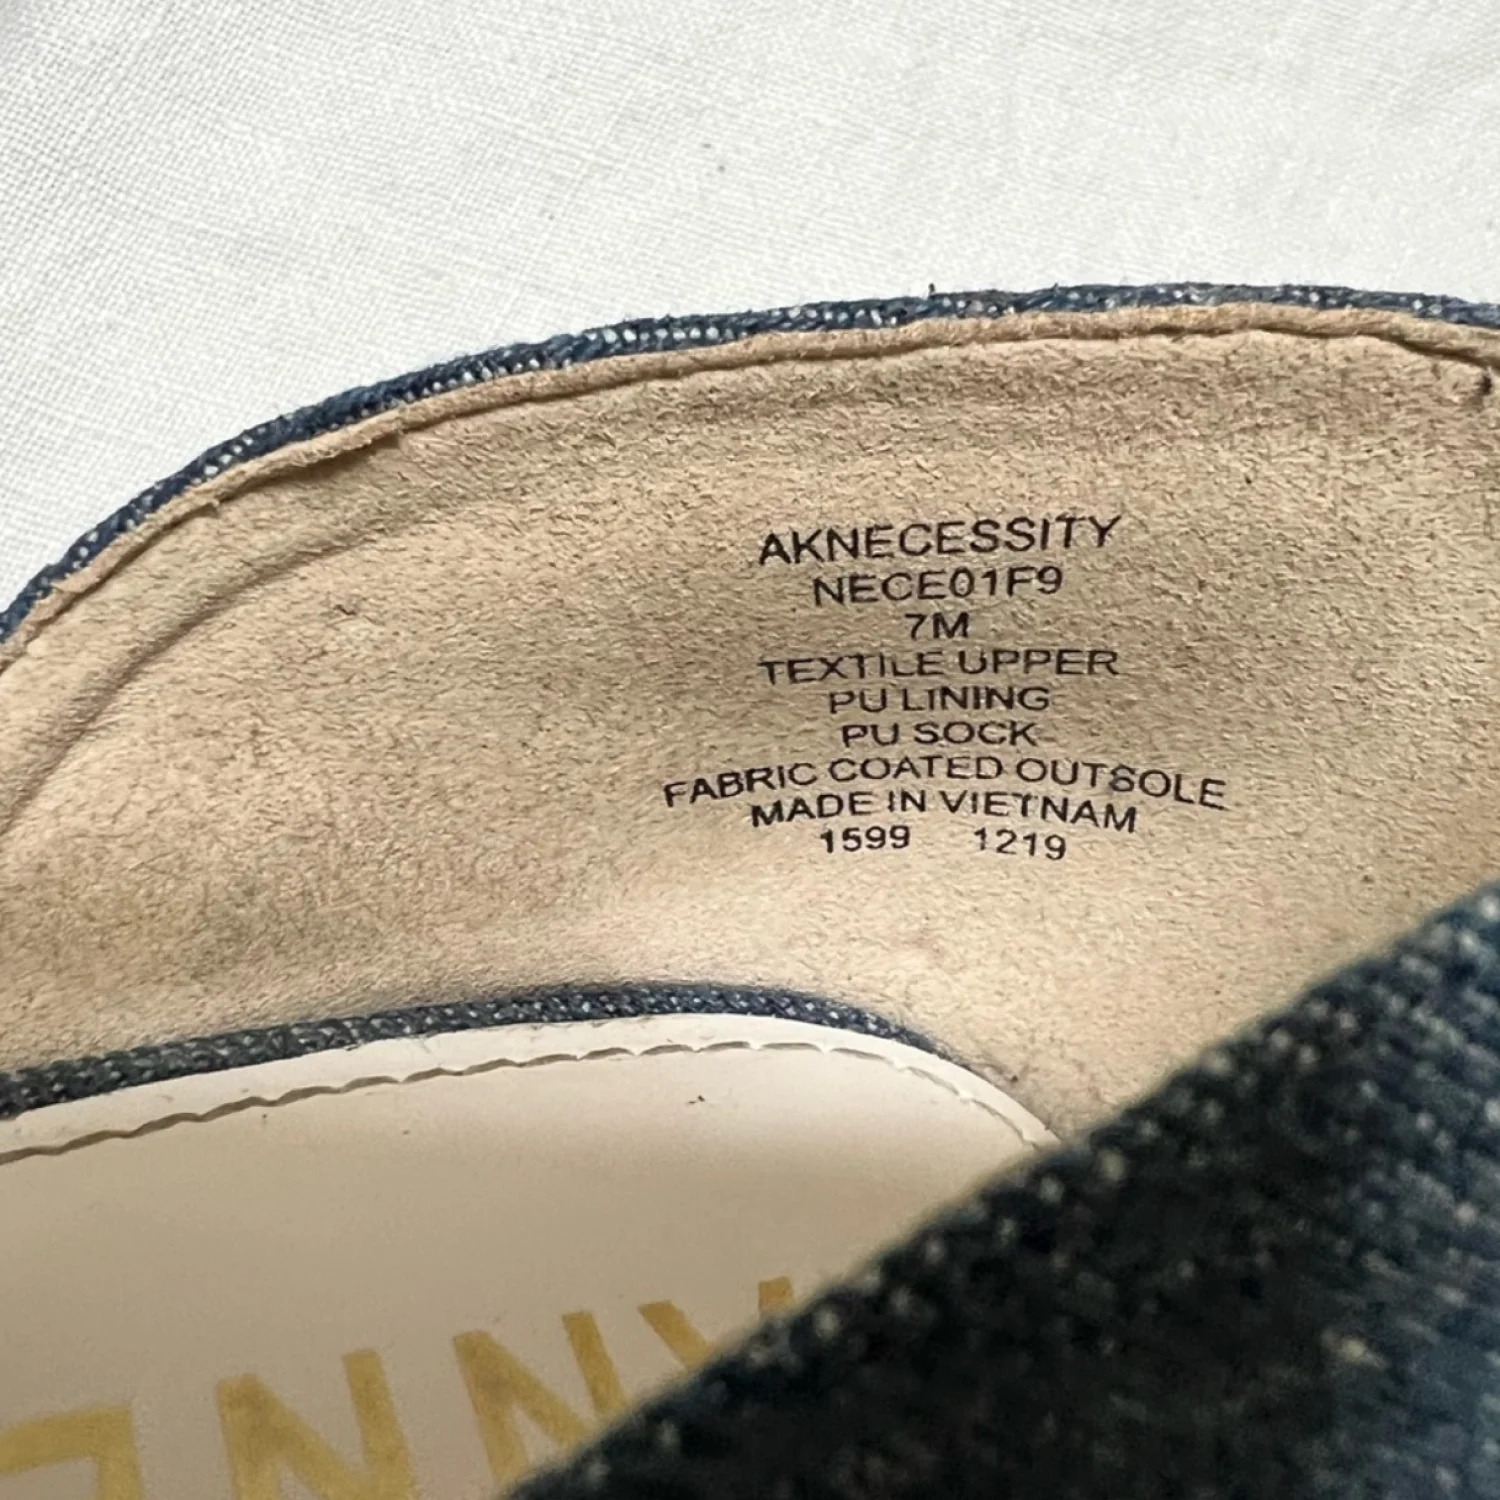 AKNECESSITY
NECE01F9
7M
TEXTILE UPPER
PU LINING
PU SOCK
FABRIC COATED OUTSOLE
MADE IN VIETNAM
1599 1219